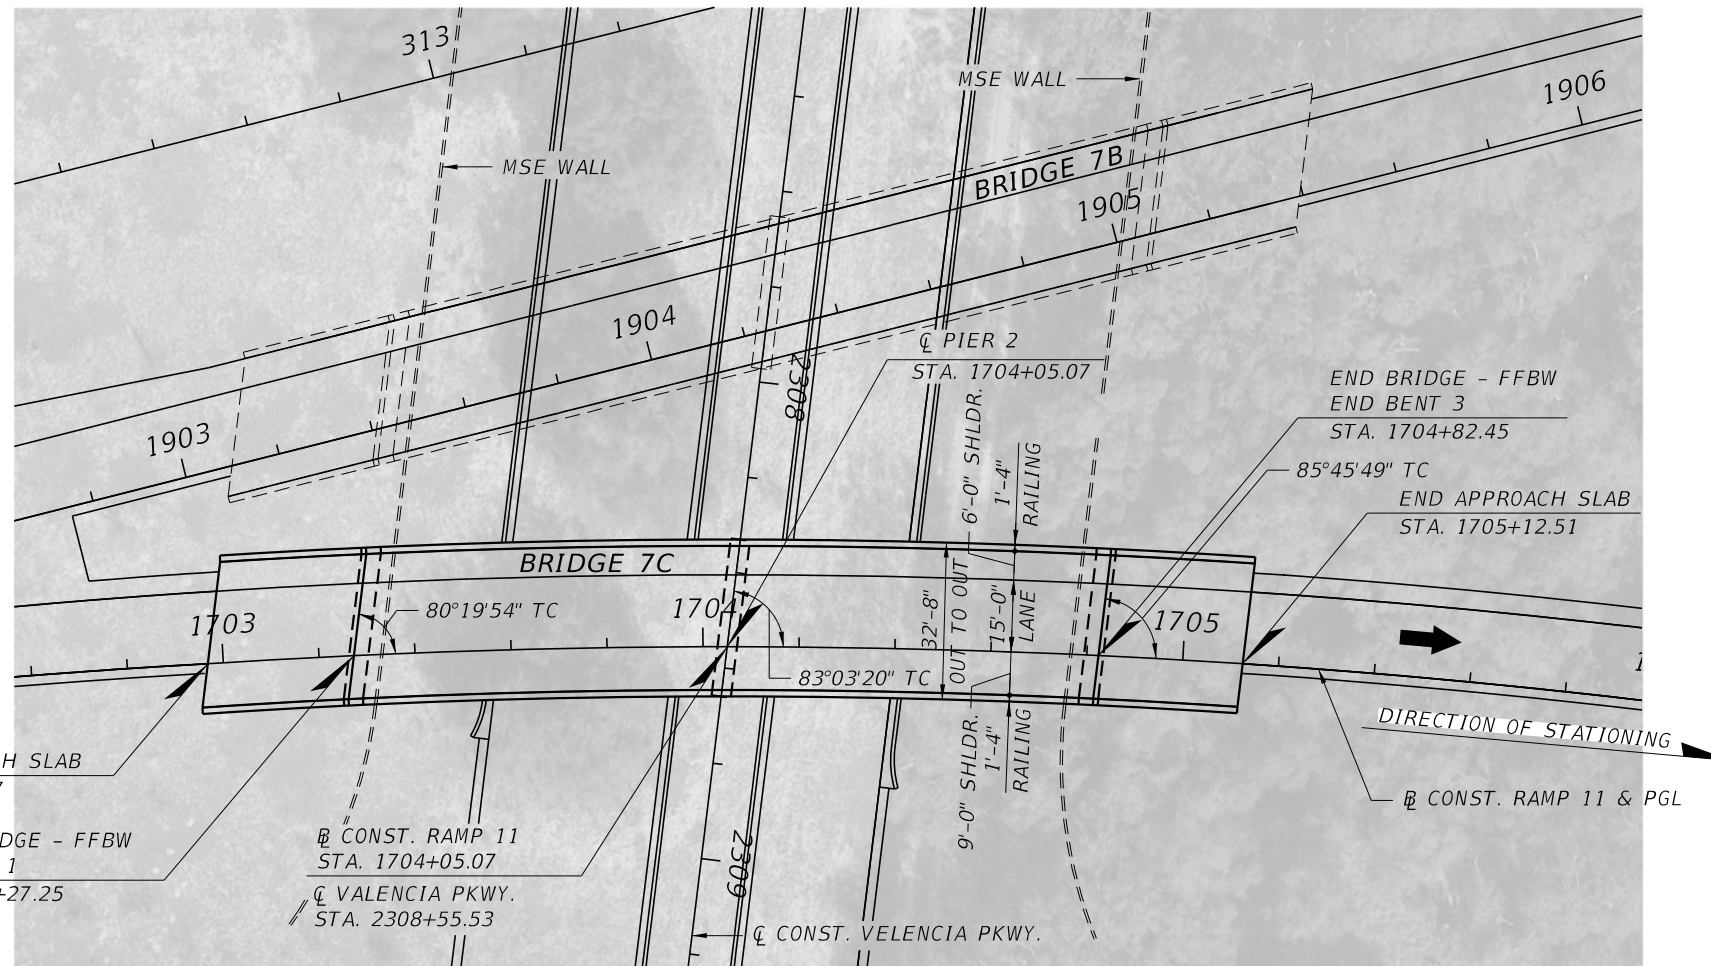 313
MSE WALL
1906
MSE WALL
BRIDGE 7B
1905
1904
℄ PIER 2
STA. 1704+05.07
2308
END BRIDGE - FFBW
END BENT 3
STA. 1704+82.45
1903
85°45'49" TC
END APPROACH SLAB
STA. 1705+12.51
6'-0" SHLDR.
1'-4"
RAILING
BRIDGE 7C
1703
80°19'54" TC
1704
32'-8"
OUT TO OUT
15'-0"
LANE
1705
83°03'20" TC
9'-0" SHLDR.
1'-4"
RAILING
DIRECTION OF STATIONING
H SLAB
DGE - FFBW
1
+27.25
B CONST. RAMP 11
STA. 1704+05.07
℄ VALENCIA PKWY.
STA. 2308+55.53
2309
℄ CONST. VELENCIA PKWY.
B CONST. RAMP 11 & PGL